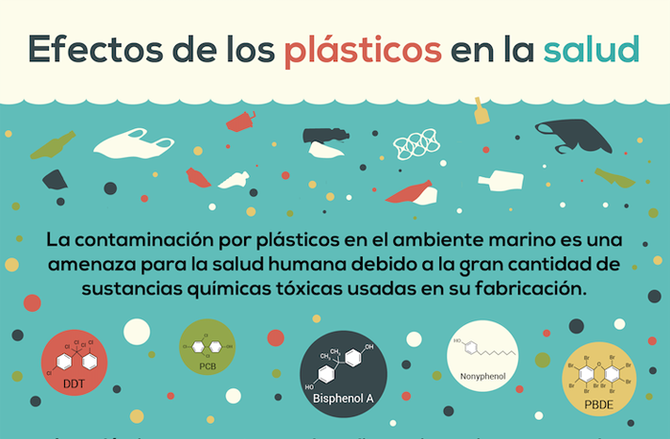 Efectos de los plásticos en la salud
La contaminación por plásticos en el ambiente marino es una
amenaza para la salud humana debido a la gran cantidad de
sustancias químicas tóxicas usadas en su fabricación.
DDT
PCB
Bisphenol A
Nonyphenol
PBDE